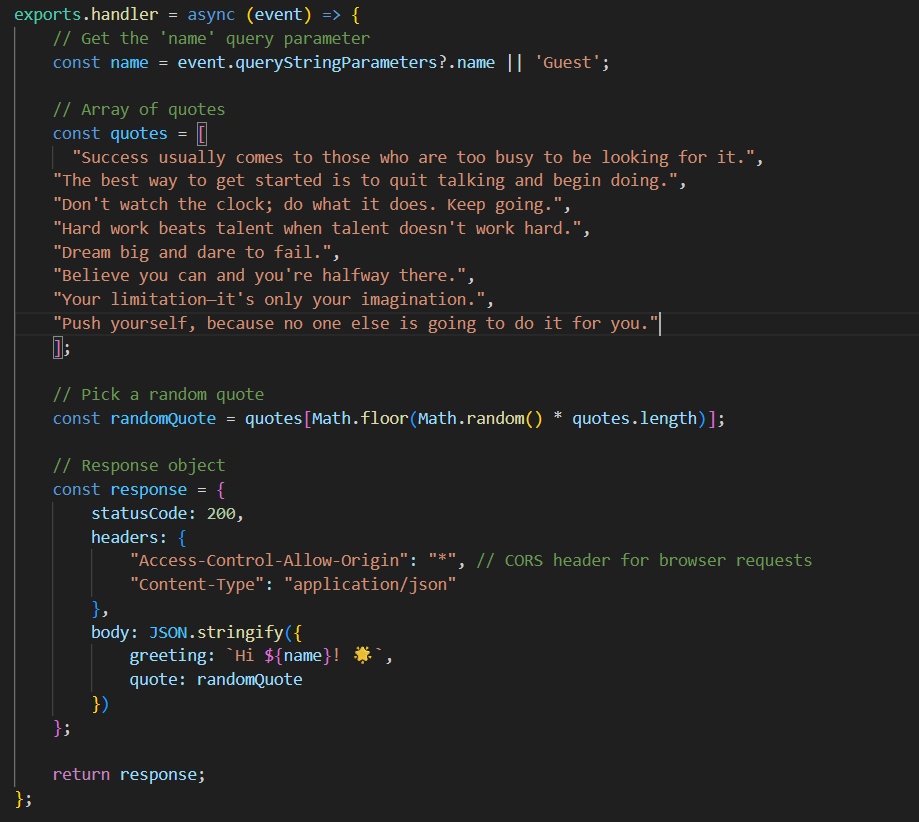 exports.handler = async (event) => {
    // Get the 'name' query parameter
    const name = event.queryStringParameters?.name || 'Guest';
    // Array of quotes
    const quotes = [
      "Success usually comes to those who are too busy to be looking for it.",
    "The best way to get started is to quit talking and begin doing.",
    "Don't watch the clock; do what it does. Keep going.",
    "Hard work beats talent when talent doesn't work hard.",
    "Dream big and dare to fail.",
    "Believe you can and you're halfway there.",
    "Your limitation—it's only your imagination.",
    "Push yourself, because no one else is going to do it for you."
    ];
    // Pick a random quote
    const randomQuote = quotes[Math.floor(Math.random() * quotes.length)];
    // Response object
    const response = {
        statusCode: 200,
        headers: {
            "Access-Control-Allow-Origin": "*", // CORS header for browser requests
            "Content-Type": "application/json"
        },
        body: JSON.stringify({
            greeting: `Hi ${name}! 🌟`,
            quote: randomQuote
        })
    };
    return response;
};